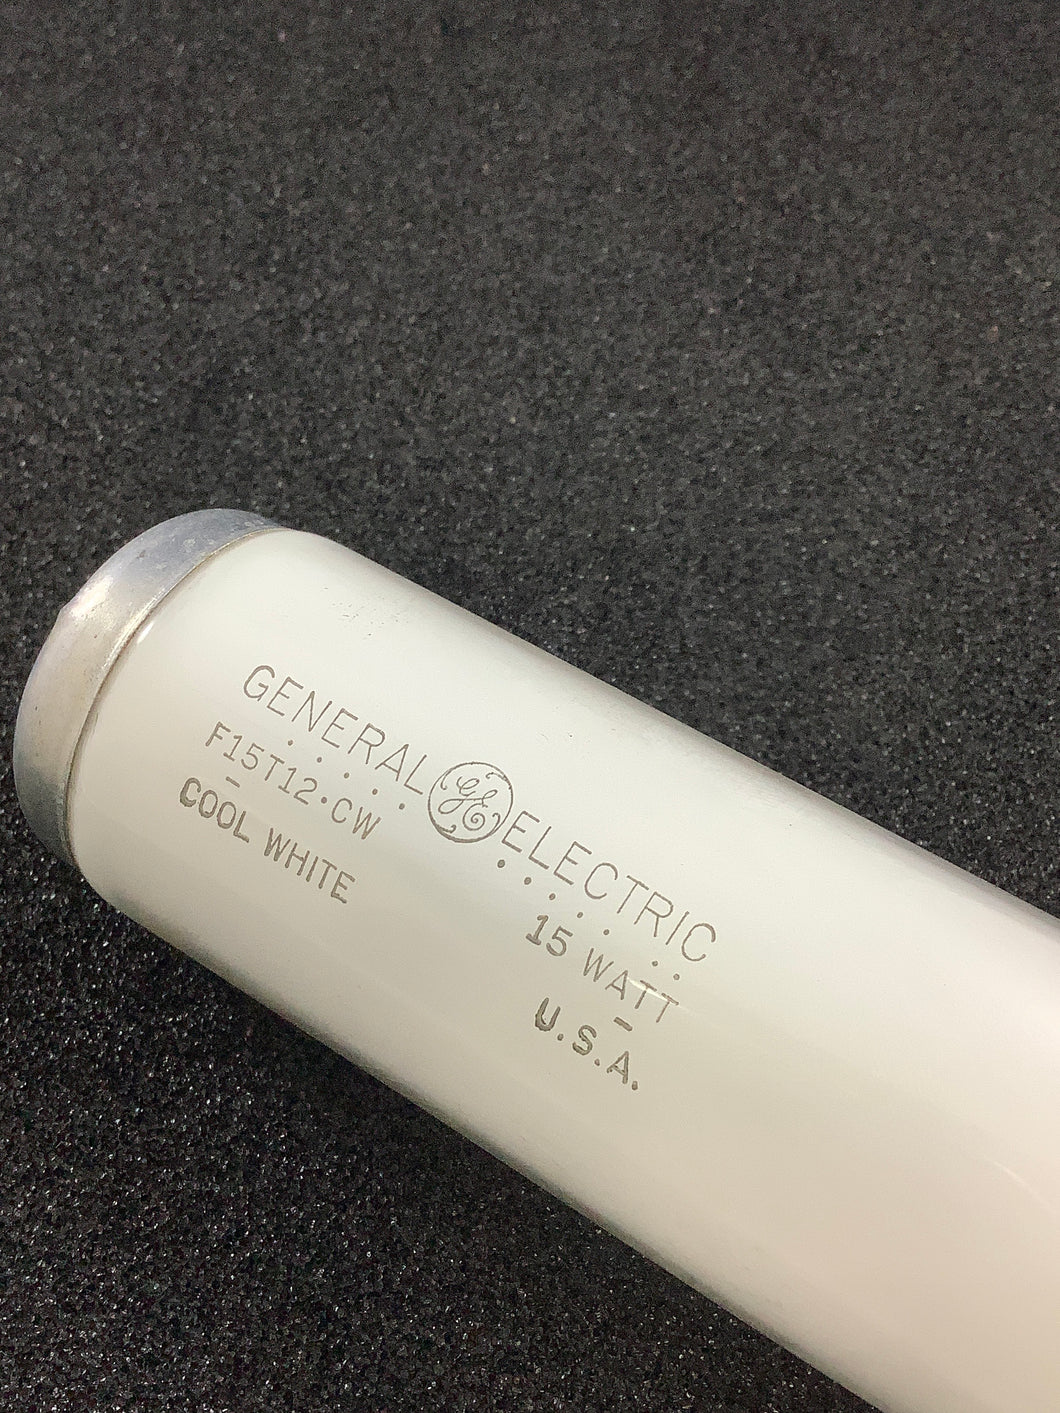 GENERAL GE ELECTRIC
F15T12·CW 15 WATT
COOL WHITE U.S.A.